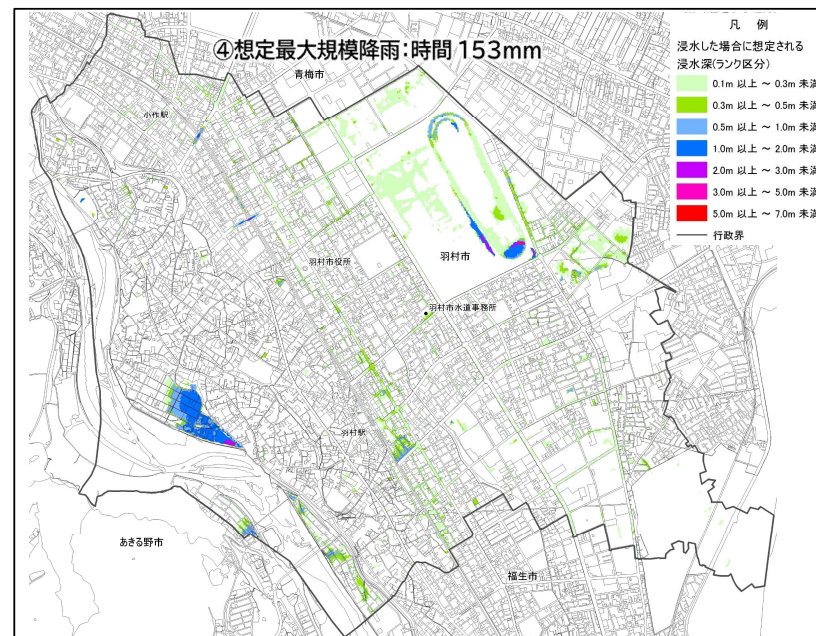 ④想定最大規模降雨:時間 153mm
凡 例
浸水した場合に想定される
浸水深(ランク区分)
0.1m 以上 ～ 0.3m 未満
0.3m 以上 ～ 0.5m 未満
0.5m 以上 ～ 1.0m 未満
1.0m 以上 ～ 2.0m 未満
2.0m 以上 ～ 3.0m 未満
3.0m 以上 ～ 5.0m 未満
5.0m 以上 ～ 7.0m 未満
行政界
青梅市
小作駅
羽村市役所
羽村市
羽村市水道事務所
羽村駅
あきる野市
福生市